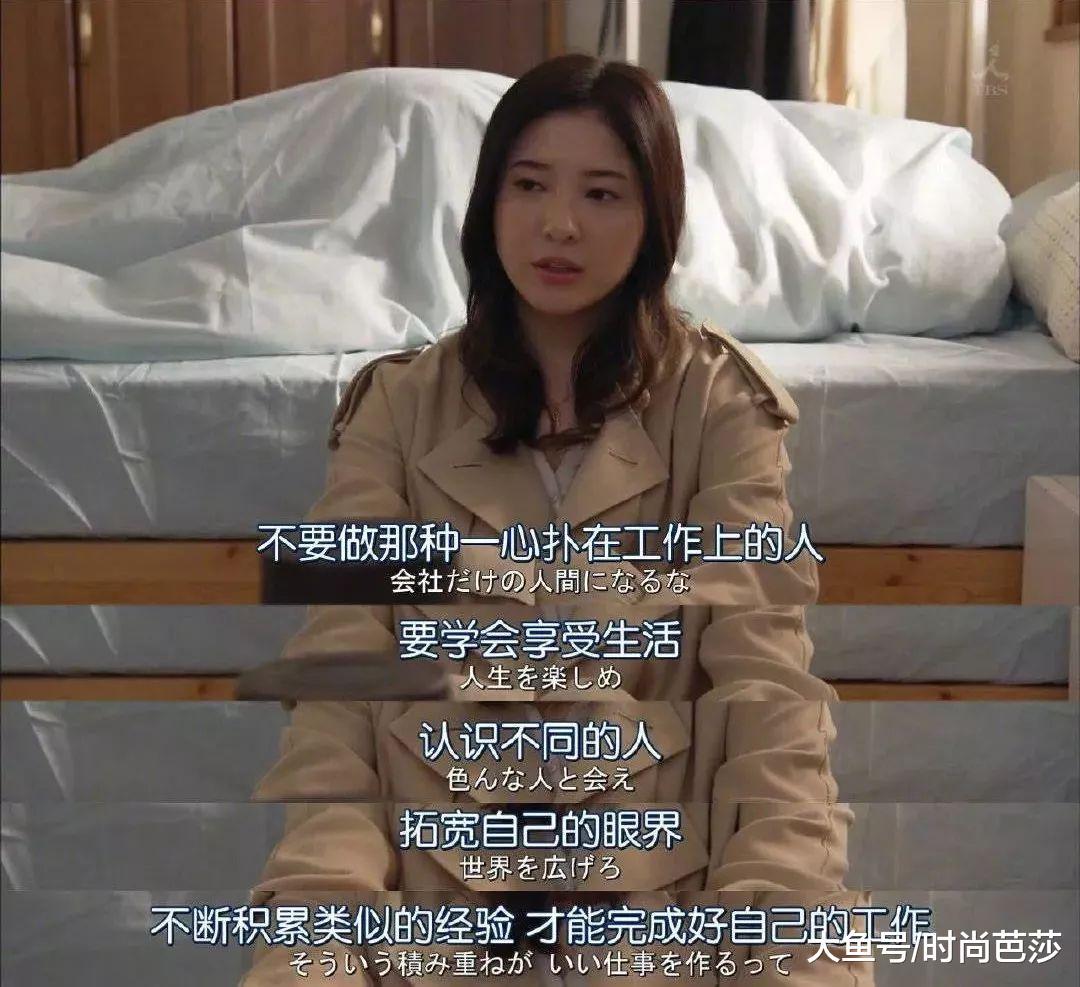 TBS
不要做那种一心扑在工作上的人
会社だけの人間になるな
要学会享受生活
人生を楽しめ
认识不同的人
色んな人と会え
拓宽自己的眼界
世界を広げろ
不断积累类似的经验 才能完成好自己的工作
そういう積み重ねが いい仕事を作るって
大鱼号/时尚芭莎